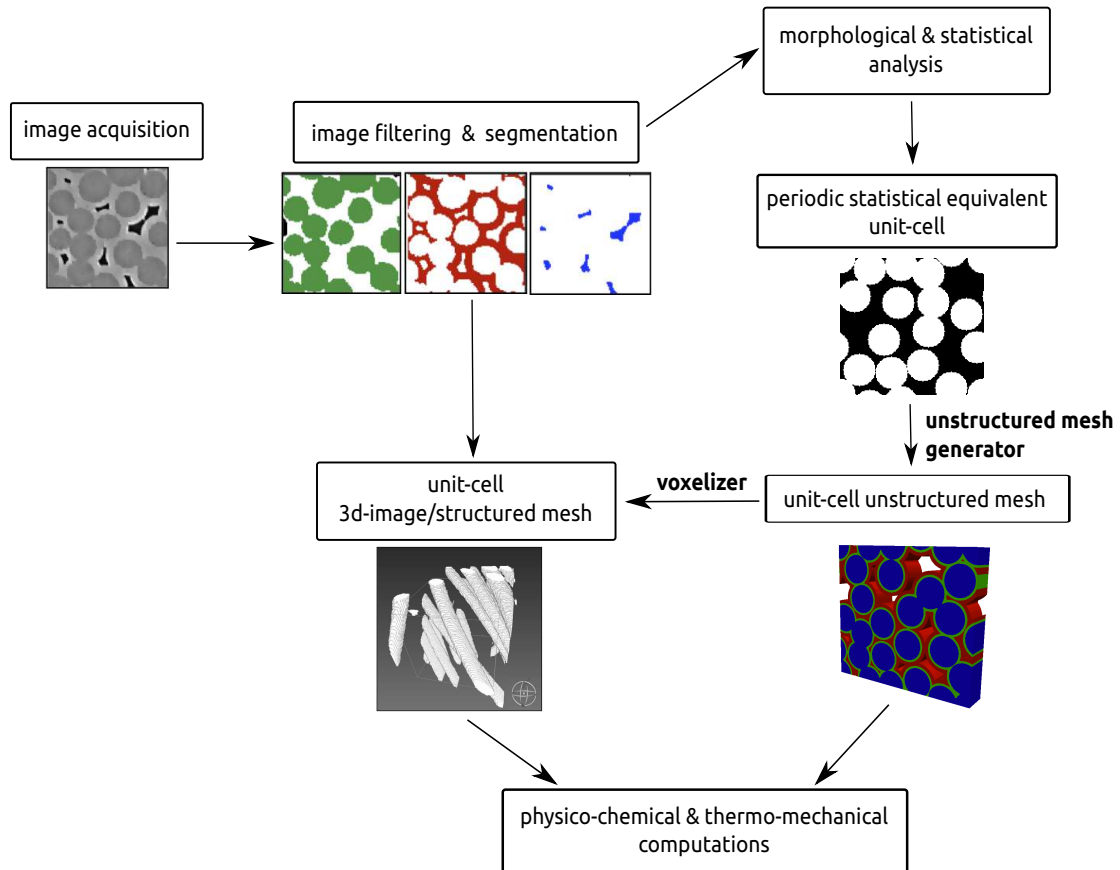 morphological & statistical
analysis
image acquisition
image filtering & segmentation
periodic statistical equivalent
unit-cell
unstructured mesh
generator
unit-cell
3d-image/structured mesh
voxelizer
unit-cell unstructured mesh
physico-chemical & thermo-mechanical
computations